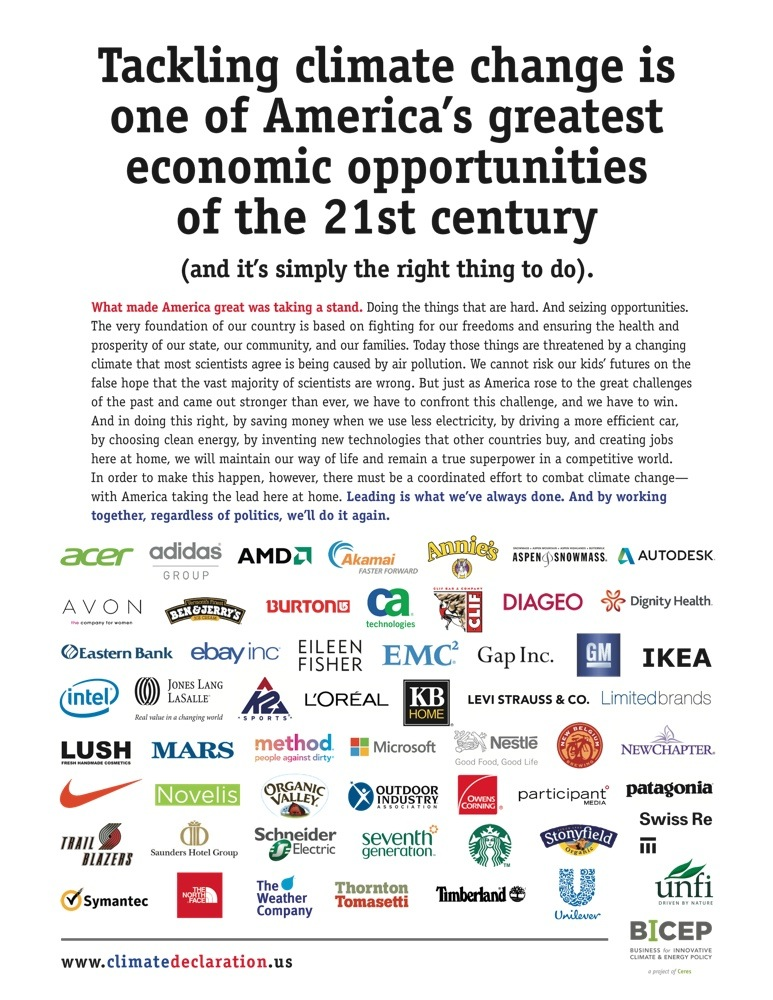 Tackling climate change is
one of America's greatest
economic opportunities
of the 21st century
(and it's simply the right thing to do).
What made America great was taking a stand. Doing the things that are hard. And seizing opportunities.
The very foundation of our country is based on fighting for our freedoms and ensuring the health and
prosperity of our state, our community, and our families. Today those things are threatened by a changing
climate that most scientists agree is being caused by air pollution. We cannot risk our kids' futures on the
false hope that the vast majority of scientists are wrong. But just as America rose to the great challenges
of the past and came out stronger than ever, we have to confront this challenge, and we have to win.
And in doing this right, by saving money when we use less electricity, by driving a more efficient car,
by choosing clean energy, by inventing new technologies that other countries buy, and creating jobs
here at home, we will maintain our way of life and remain a true superpower in a competitive world.
In order to make this happen, however, there must be a coordinated effort to combat climate change—
with America taking the lead here at home. Leading is what we've always done. And by working
together, regardless of politics, we'll do it again.
acer
adidas
GROUP
AMD
Akamai
FASTER FORWARD
Annie's
ASPEN SNOWMASS
AUTODESK
AVON
the company for women
BEN & JERRY'S
ICE CREAM
BURTON
ca
technologies
CLIF BAR & COMPANY
CLIF
DIAGEO
Dignity Health
Eastern Bank
ebay inc
EILEEN
FISHER
EMC²
Gap Inc.
GM
IKEA
intel
JONES LANG
LASALLE
Real value in a changing world
K2
SPORTS
L'ORÉAL
KB
HOME
LEVI STRAUSS & CO.
Limitedbrands
LUSH
FRESH HANDMADE COSMETICS
MARS
method.
people against dirty
Microsoft
Nestlé
Good Food, Good Life
NEW BELGIUM
BREWING
NEWCHAPTER
Novelis
ORGANIC
VALLEY
OUTDOOR
INDUSTRY
ASSOCIATION
OWENS
CORNING
participant
MEDIA
patagonia
Swiss Re
TRAIL
BLAZERS
Saunders Hotel Group
Schneider
Electric
seventh
generation
Stonyfield
Organic
unfi
DRIVEN BY NATURE
Symantec
THE
NORTH
FACE
The
Weather
Company
Thornton
Tomasetti
Timberland
Unilever
BICEP
BUSINESS for INNOVATIVE
CLIMATE & ENERGY POLICY
a project of Ceres
www.climatedeclaration.us